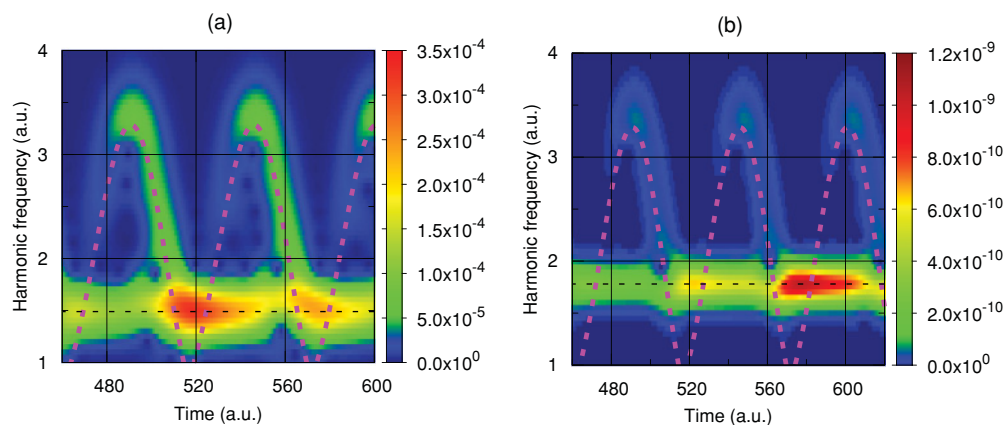 (a)
4
3
2
1
Harmonic frequency (a.u.)
480
520
560
600
Time (a.u.)
3.5x10^-4
3.0x10^-4
2.5x10^-4
2.0x10^-4
1.5x10^-4
1.0x10^-4
5.0x10^-5
0.0x10^0
(b)
4
3
2
1
Harmonic frequency (a.u.)
480
520
560
600
Time (a.u.)
1.2x10^-9
1.0x10^-9
8.0x10^-10
6.0x10^-10
4.0x10^-10
2.0x10^-10
0.0x10^0